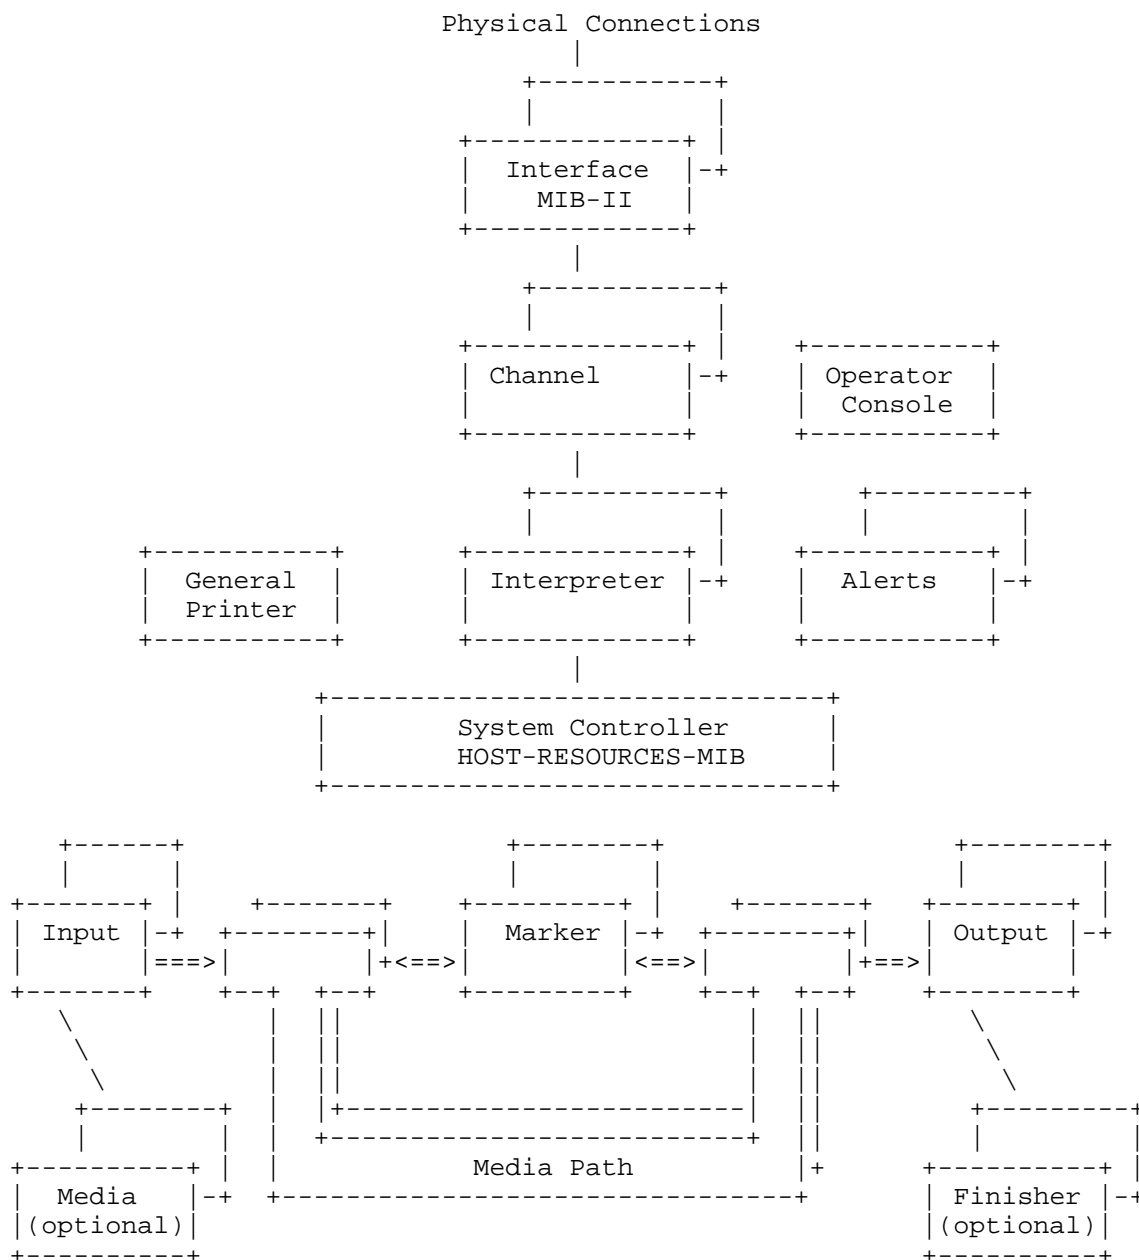 Physical Connections
Interface
MIB-II
Channel
Operator
Console
General
Printer
Interpreter
Alerts
System Controller
HOST-RESOURCES-MIB
Input
Marker
Output
Media Path
Media
(optional)
Finisher
(optional)